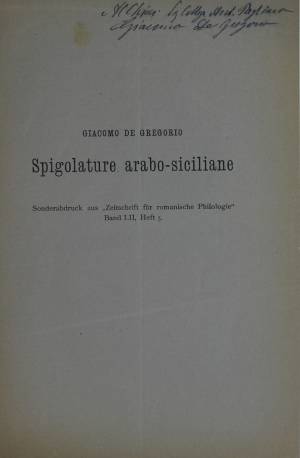 Giacomo De Gregorio
GIACOMO DE GREGORIO
Spigolature arabo-siciliane
Sonderabdruck aus „Zeitschrift für romanische Philologie“
Band LII, Heft 5.